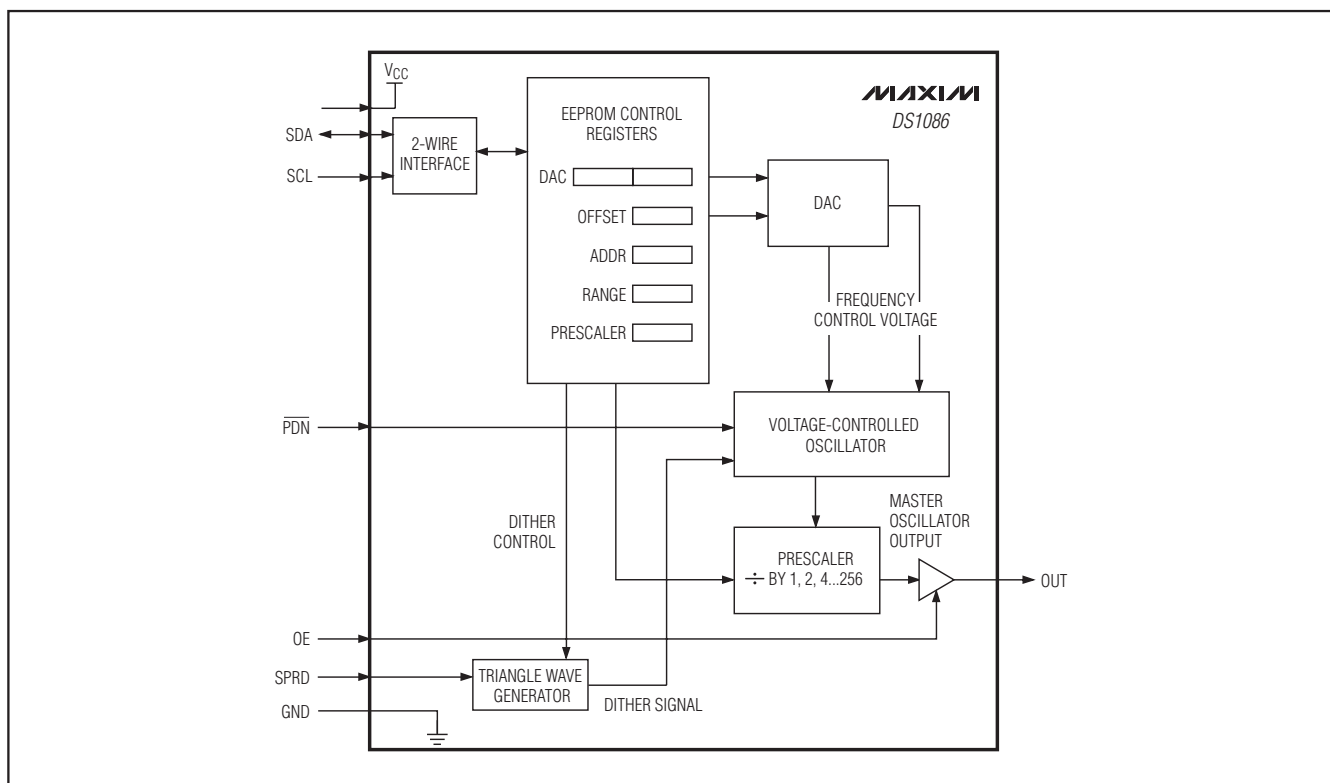 VCC
MAXIM
DS1086
SDA
SCL
2-WIRE
INTERFACE
EEPROM CONTROL
REGISTERS
DAC
OFFSET
ADDR
RANGE
PRESCALER
DAC
FREQUENCY
CONTROL VOLTAGE
PDN
VOLTAGE-CONTROLLED
OSCILLATOR
DITHER
CONTROL
MASTER
OSCILLATOR
OUTPUT
PRESCALER
÷ BY 1, 2, 4...256
OUT
OE
SPRD
GND
TRIANGLE WAVE
GENERATOR
DITHER SIGNAL